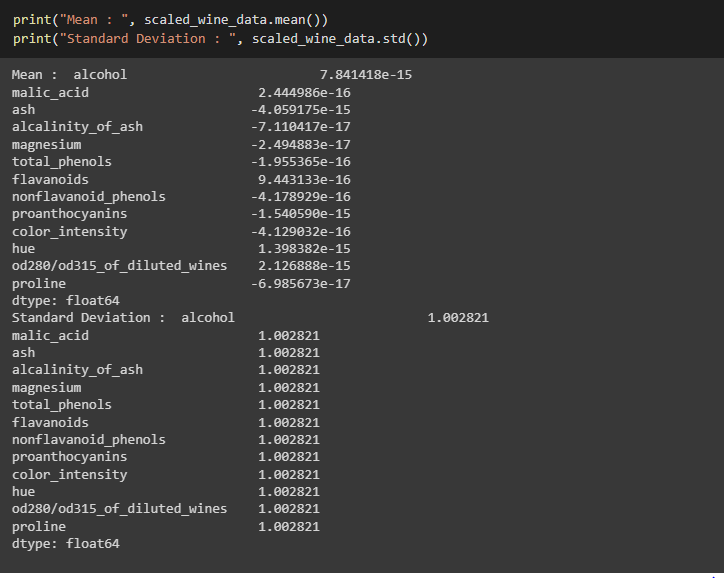 print("Mean : ", scaled_wine_data.mean())
print("Standard Deviation : ", scaled_wine_data.std())
Mean :  alcohol                         7.841418e-15
malic_acid                      2.444986e-16
ash                            -4.059175e-15
alcalinity_of_ash              -7.110417e-17
magnesium                      -2.494883e-17
total_phenols                  -1.955365e-16
flavanoids                      9.443133e-16
nonflavanoid_phenols           -4.178929e-16
proanthocyanins                -1.540590e-15
color_intensity                -4.129032e-16
hue                             1.398382e-15
od280/od315_of_diluted_wines    2.126888e-15
proline                        -6.985673e-17
dtype: float64
Standard Deviation :  alcohol                         1.002821
malic_acid                      1.002821
ash                             1.002821
alcalinity_of_ash               1.002821
magnesium                       1.002821
total_phenols                   1.002821
flavanoids                      1.002821
nonflavanoid_phenols            1.002821
proanthocyanins                 1.002821
color_intensity                 1.002821
hue                             1.002821
od280/od315_of_diluted_wines    1.002821
proline                         1.002821
dtype: float64